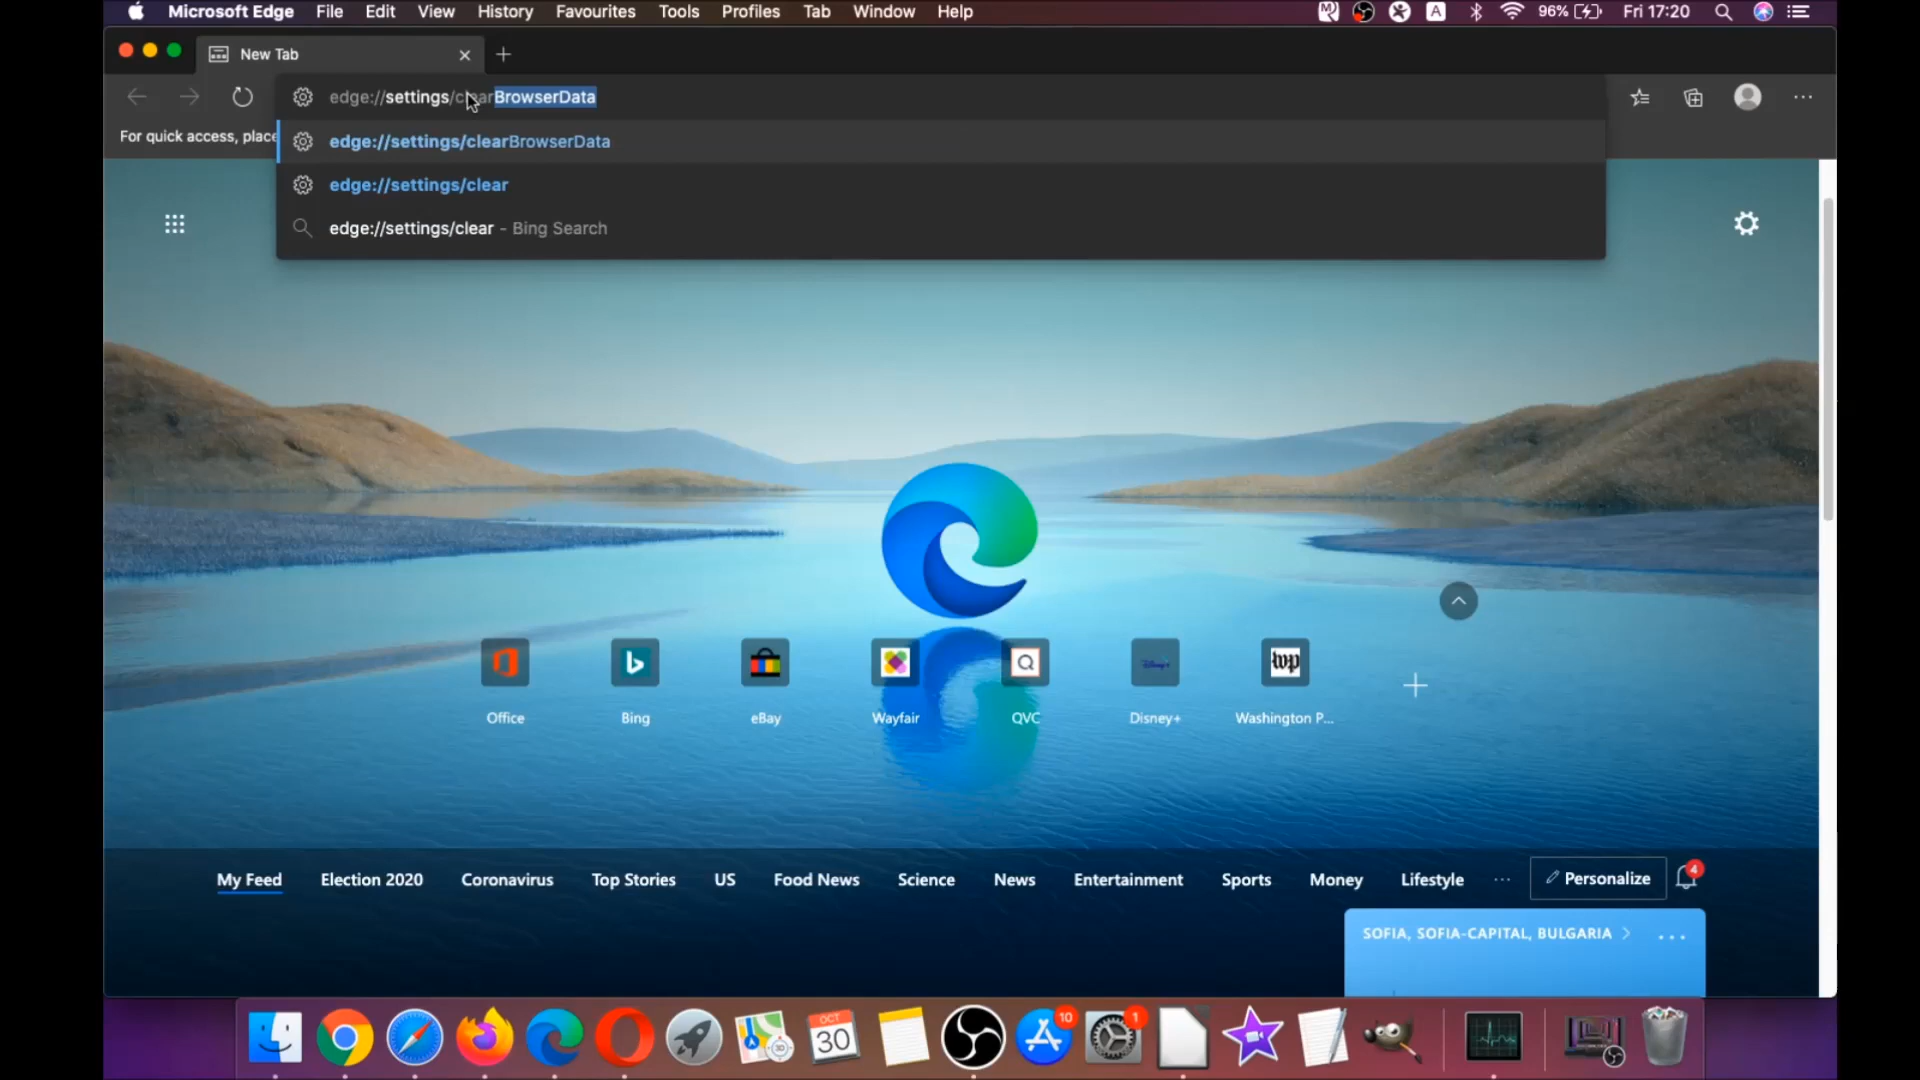 Microsoft Edge File Edit View History Favourites Tools Profiles Tab Window Help A 96% Fri 17:20
New Tab
edge://settings/clearBrowserData
For quick access, place
edge://settings/clearBrowserData
edge://settings/clear
edge://settings/clear - Bing Search
Office Bing eBay Wayfair QVC Disney+ Washington P...
My Feed Election 2020 Coronavirus Top Stories US Food News Science News Entertainment Sports Money Lifestyle ... Personalize 4
SOFIA, SOFIA-CAPITAL, BULGARIA > ...
OCT
30
10
1